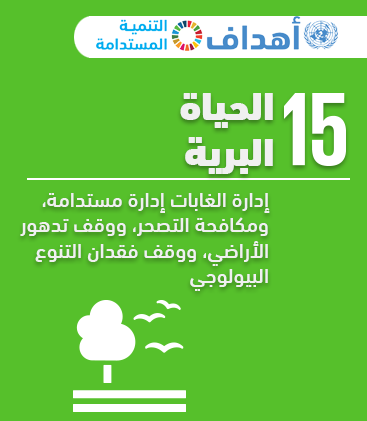 أهداف
التنمية
المستدامة
15
الحياة
البرية
إدارة الغابات إدارة مستدامة،
ومكافحة التصحر، ووقف تدهور
الأراضي، ووقف فقدان التنوع
البيولوجي